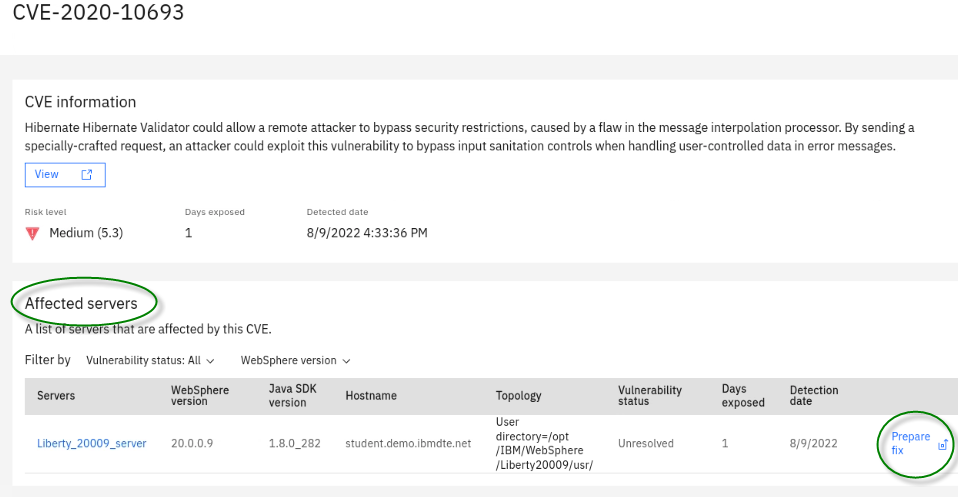 CVE-2020-10693
CVE information
Hibernate Hibernate Validator could allow a remote attacker to bypass security restrictions, caused by a flaw in the message interpolation processor. By sending a
specially-crafted request, an attacker could exploit this vulnerability to bypass input sanitation controls when handling user-controlled data in error messages.
View
Risk level Days exposed Detected date
Medium (5.3) 1 8/9/2022 4:33:36 PM
Affected servers
A list of servers that are affected by this CVE.
Filter by Vulnerability status: All WebSphere version
Servers WebSphere version Java SDK version Hostname Topology Vulnerability status Days exposed Detection date
Liberty_20009_server 20.0.0.9 1.8.0_282 student.demo.ibmdte.net User directory=/opt /IBM/WebSphere /Liberty20009/usr/ Unresolved 1 8/9/2022 Prepare fix